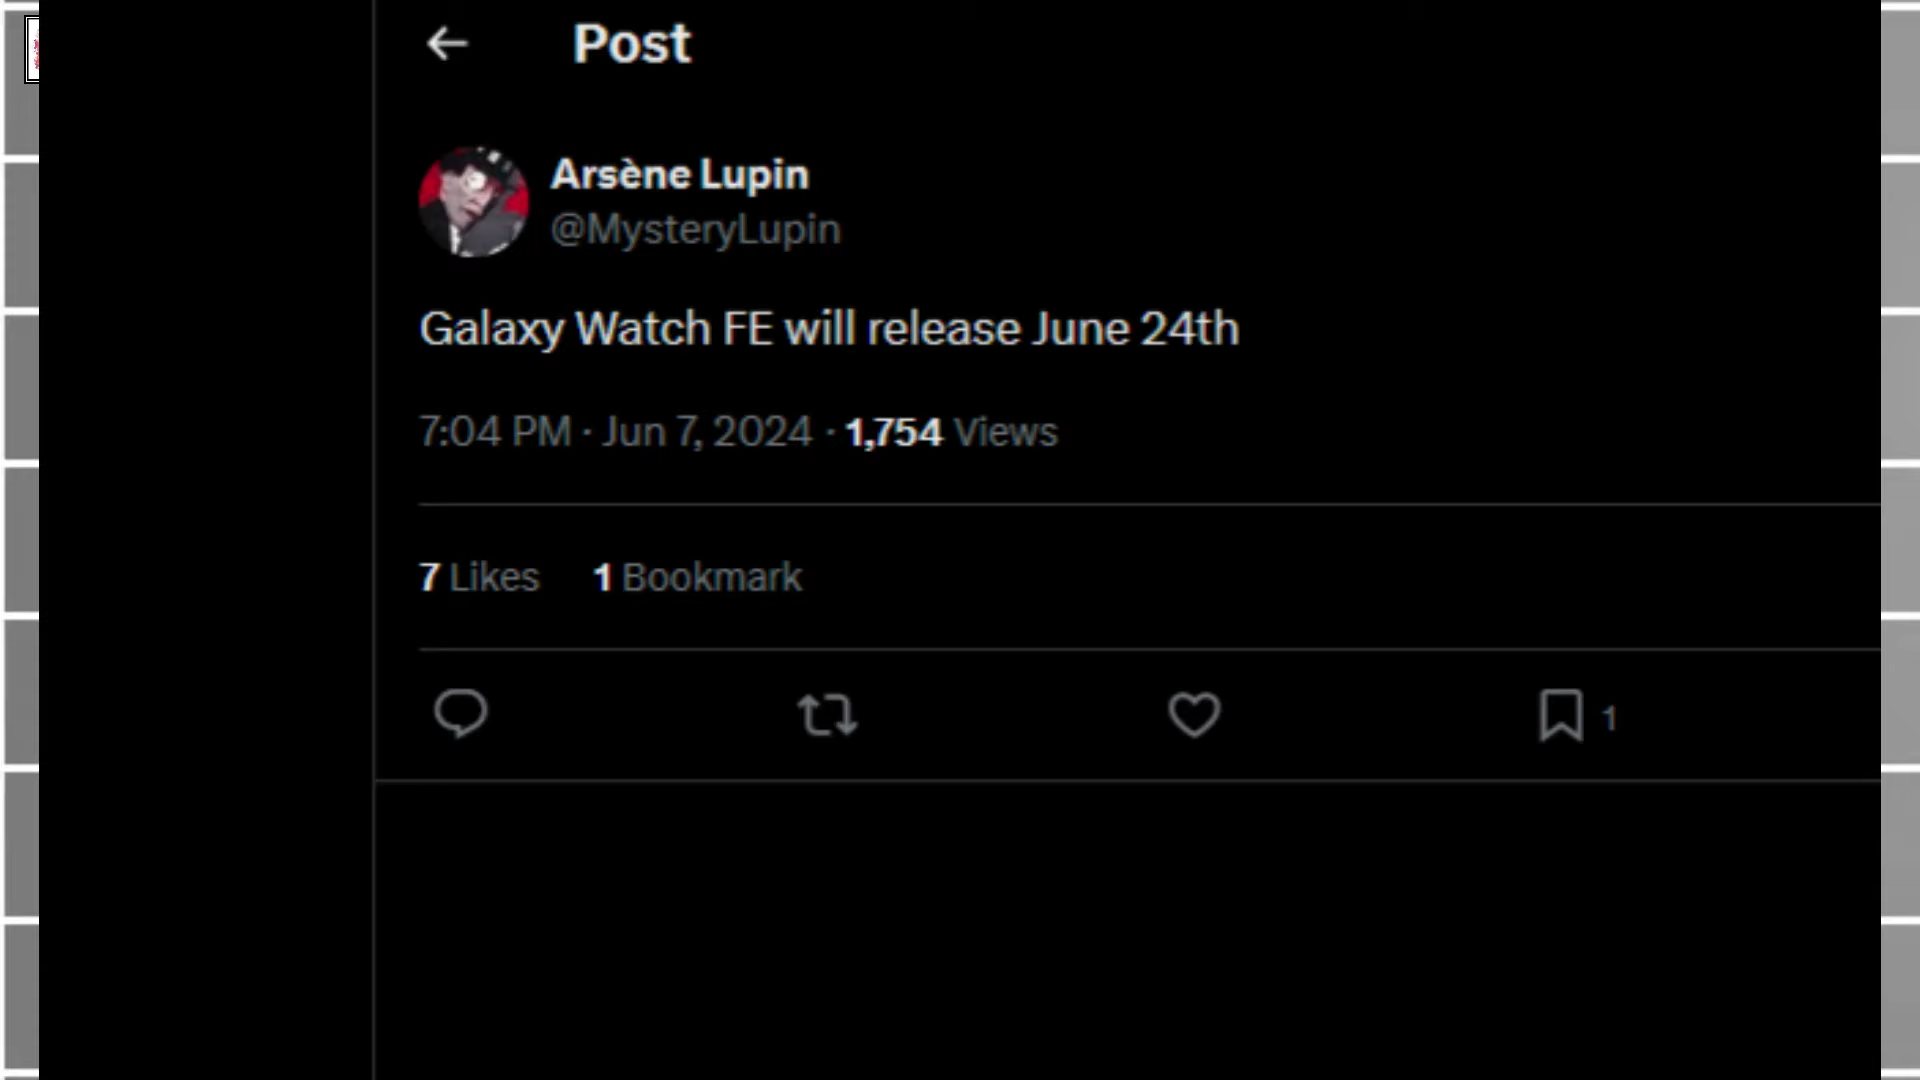 Post
Arsène Lupin
@MysteryLupin
Galaxy Watch FE will release June 24th
7:04 PM · Jun 7, 2024 · 1,754 Views
7 Likes 1 Bookmark
1